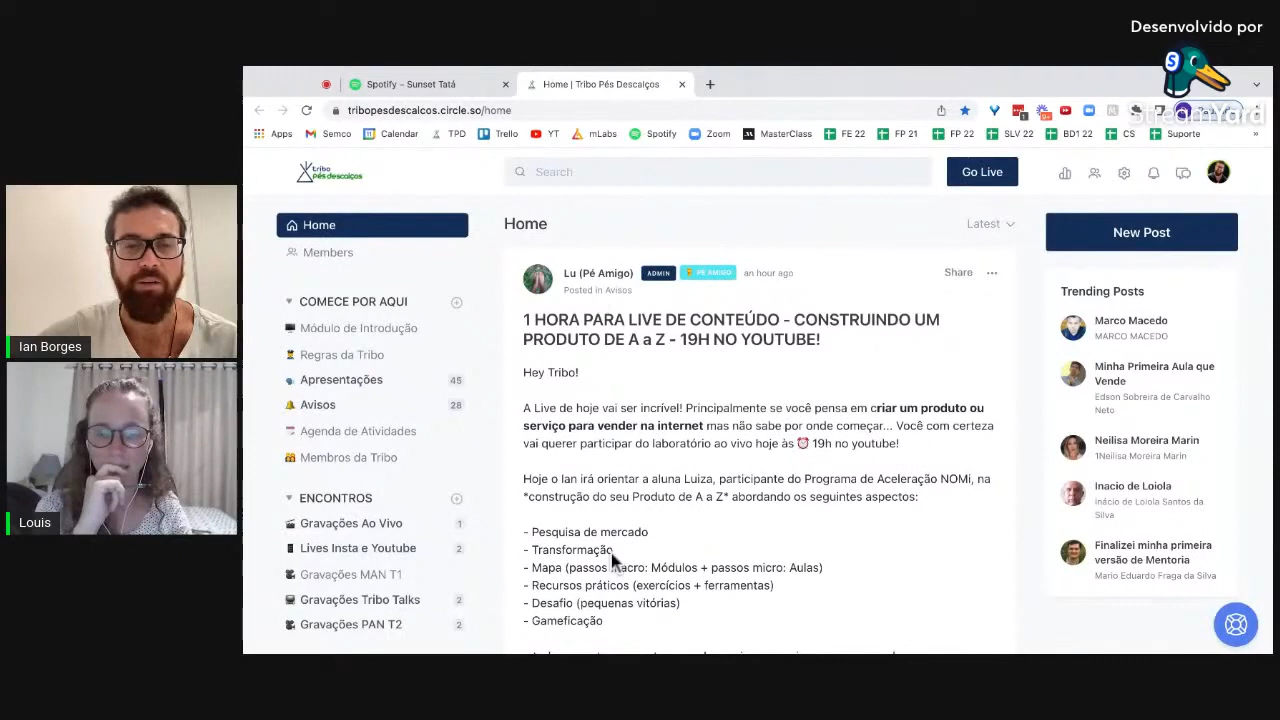 Desenvolvido por
StreamYard
Spotify – Sunset Tatá
Home | Tribo Pés Descalços
tribopesdescalcos.circle.so/home
Apps
Semco
Calendar
TPD
Trello
YT
mLabs
Spotify
Zoom
MasterClass
FE 22
FP 21
FP 22
SLV 22
BD1 22
CS
Suporte
»
tribo
pés descalços
Search
Go Live
Home
Members
COMECE POR AQUI
Módulo de Introdução
Regras da Tribo
Apresentações 45
Avisos 28
Agenda de Atividades
Membros da Tribo
ENCONTROS
Gravações Ao Vivo 1
Lives Insta e Youtube 2
Gravações MAN T1
Gravações Tribo Talks 2
Gravações PAN T2 2
Home
Latest
Lu (Pé Amigo) ADMIN PÉ AMIGO an hour ago
Posted in Avisos
Share
1 HORA PARA LIVE DE CONTEÚDO - CONSTRUINDO UM
PRODUTO DE A a Z - 19H NO YOUTUBE!
Hey Tribo!
A Live de hoje vai ser incrível! Principalmente se você pensa em criar um produto ou
serviço para vender na internet mas não sabe por onde começar... Você com certeza
vai querer participar do laboratório ao vivo hoje às ⏰ 19h no youtube!
Hoje o Ian irá orientar a aluna Luiza, participante do Programa de Aceleração NOMi, na
*construção do seu Produto de A a Z* abordando os seguintes aspectos:
- Pesquisa de mercado
- Transformação
- Mapa (passos macro: Módulos + passos micro: Aulas)
- Recursos práticos (exercícios + ferramentas)
- Desafio (pequenas vitórias)
- Gameficação
New Post
Trending Posts
Marco Macedo
MARCO MACEDO
Minha Primeira Aula que
Vende
Edson Sobreira de Carvalho
Neto
Neilisa Moreira Marin
1Neilisa Moreira Marin
Inacio de Loiola
Inácio de Loiola Santos da
Silva
Finalizei minha primeira
versão de Mentoria
Mario Eduardo Fraga da Silva
Ian Borges
Louis